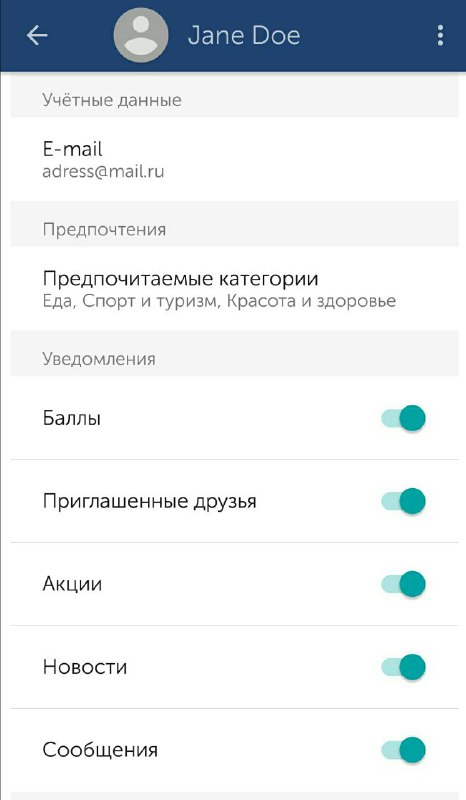 Jane Doe
Учётные данные
E-mail
adress@mail.ru
Предпочтения
Предпочитаемые категории
Еда, Спорт и туризм, Красота и здоровье
Уведомления
Баллы
Приглашенные друзья
Акции
Новости
Сообщения